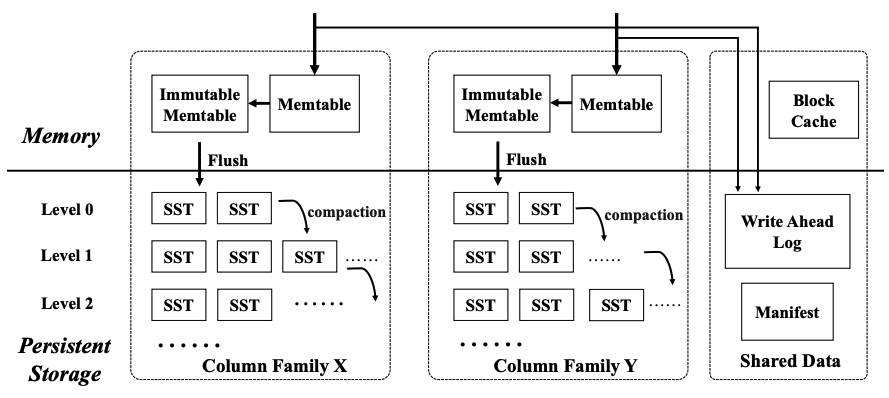 Immutable
Memtable
Memtable
Immutable
Memtable
Memtable
Block
Cache
Memory
Flush
Flush
Level 0
SST
SST
compaction
SST
SST
compaction
Write Ahead
Log
Level 1
SST
SST
SST
......
SST
SST
......
Level 2
SST
SST
......
SST
SST
SST
......
Manifest
Persistent
Storage
......
Column Family X
......
Column Family Y
Shared Data